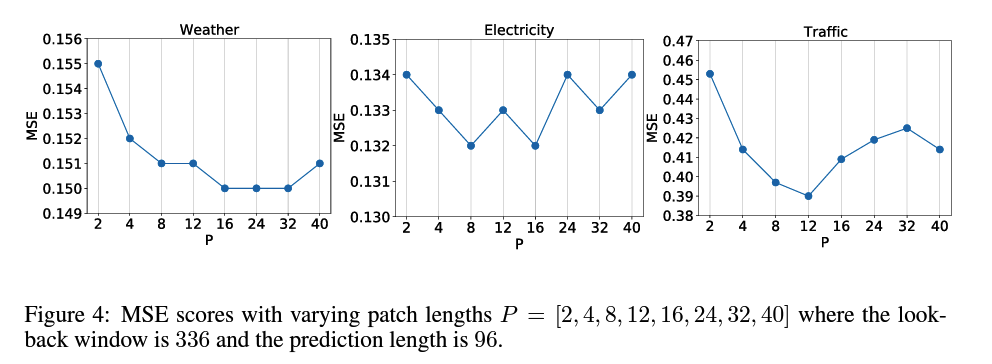 Weather
0.156
0.155
0.154
0.153
0.152
0.151
0.150
0.149
MSE
2 4 8 12 16 24 32 40
P
Electricity
0.135
0.134
0.133
0.132
0.131
0.130
MSE
2 4 8 12 16 24 32 40
P
Traffic
0.47
0.46
0.45
0.44
0.43
0.42
0.41
0.40
0.39
0.38
MSE
2 4 8 12 16 24 32 40
P
Figure 4: MSE scores with varying patch lengths P = [2, 4, 8, 12, 16, 24, 32, 40] where the look-
back window is 336 and the prediction length is 96.